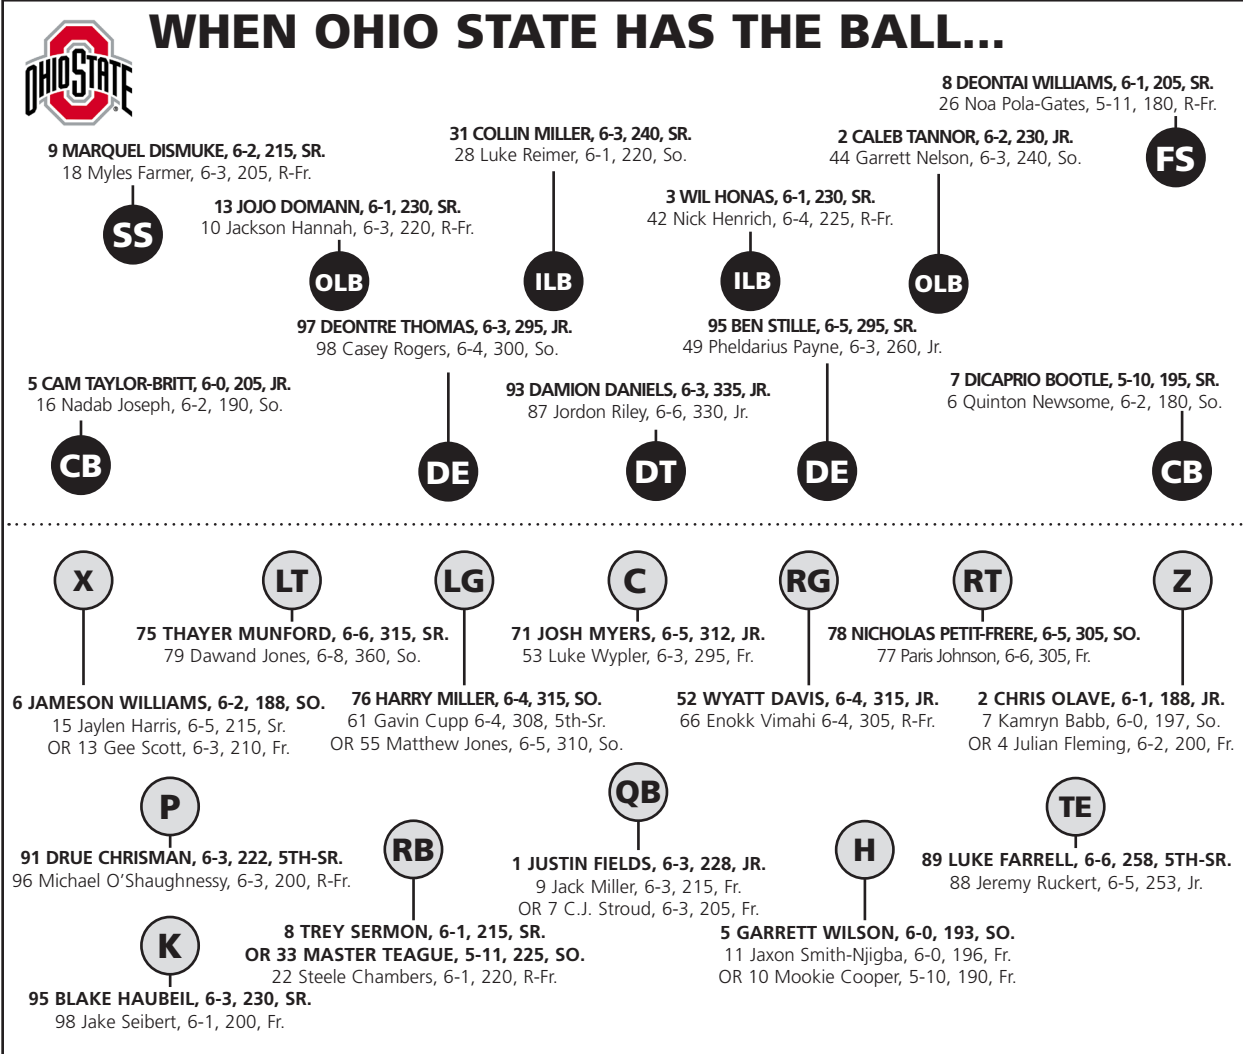 WHEN OHIO STATE HAS THE BALL...
OHIO STATE
8 DEONTAI WILLIAMS, 6-1, 205, SR.
26 Noa Pola-Gates, 5-11, 180, R-Fr.
FS
31 COLLIN MILLER, 6-3, 240, SR.
28 Luke Reimer, 6-1, 220, So.
2 CALEB TANNOR, 6-2, 230, JR.
44 Garrett Nelson, 6-3, 240, So.
9 MARQUEL DISMUKE, 6-2, 215, SR.
18 Myles Farmer, 6-3, 205, R-Fr.
SS
13 JOJO DOMANN, 6-1, 230, SR.
10 Jackson Hannah, 6-3, 220, R-Fr.
3 WIL HONAS, 6-1, 230, SR.
42 Nick Henrich, 6-4, 225, R-Fr.
OLB
ILB
ILB
OLB
97 DEONTRE THOMAS, 6-3, 295, JR.
98 Casey Rogers, 6-4, 300, So.
95 BEN STILLE, 6-5, 295, SR.
49 Pheldarius Payne, 6-3, 260, Jr.
5 CAM TAYLOR-BRITT, 6-0, 205, JR.
16 Nadab Joseph, 6-2, 190, So.
93 DAMION DANIELS, 6-3, 335, JR.
87 Jordon Riley, 6-6, 330, Jr.
7 DICAPRIO BOOTLE, 5-10, 195, SR.
6 Quinton Newsome, 6-2, 180, So.
CB
DE
DT
DE
CB
X
LT
LG
C
RG
RT
Z
75 THAYER MUNFORD, 6-6, 315, SR.
79 Dawand Jones, 6-8, 360, So.
71 JOSH MYERS, 6-5, 312, JR.
53 Luke Wypler, 6-3, 295, Fr.
78 NICHOLAS PETIT-FRERE, 6-5, 305, SO.
77 Paris Johnson, 6-6, 305, Fr.
6 JAMESON WILLIAMS, 6-2, 188, SO.
15 Jaylen Harris, 6-5, 215, Sr.
OR 13 Gee Scott, 6-3, 210, Fr.
76 HARRY MILLER, 6-4, 315, SO.
61 Gavin Cupp 6-4, 308, 5th-Sr.
OR 55 Matthew Jones, 6-5, 310, So.
52 WYATT DAVIS, 6-4, 315, JR.
66 Enokk Vimahi 6-4, 305, R-Fr.
2 CHRIS OLAVE, 6-1, 188, JR.
7 Kamryn Babb, 6-0, 197, So.
OR 4 Julian Fleming, 6-2, 200, Fr.
P
91 DRUE CHRISMAN, 6-3, 222, 5TH-SR.
96 Michael O'Shaughnessy, 6-3, 200, R-Fr.
RB
QB
1 JUSTIN FIELDS, 6-3, 228, JR.
9 Jack Miller, 6-3, 215, Fr.
OR 7 C.J. Stroud, 6-3, 205, Fr.
H
TE
89 LUKE FARRELL, 6-6, 258, 5TH-SR.
88 Jeremy Ruckert, 6-5, 253, Jr.
K
95 BLAKE HAUBEIL, 6-3, 230, SR.
98 Jake Seibert, 6-1, 200, Fr.
8 TREY SERMON, 6-1, 215, SR.
OR 33 MASTER TEAGUE, 5-11, 225, SO.
22 Steele Chambers, 6-1, 220, R-Fr.
5 GARRETT WILSON, 6-0, 193, SO.
11 Jaxon Smith-Njigba, 6-0, 196, Fr.
OR 10 Mookie Cooper, 5-10, 190, Fr.